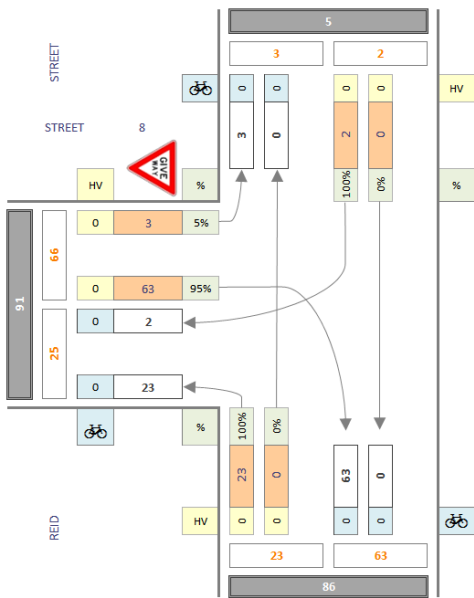 5
3 2
STREET
0 0 0 0 HV
3 0 2 0
STREET 8
GIVE WAY
HV % 100% 0% %
0 3 5%
66
0 63 95%
91
0 2
25
0 23
% 100% 0%
23 0 63 0
REID
HV 0 0 0 0
23 63
86